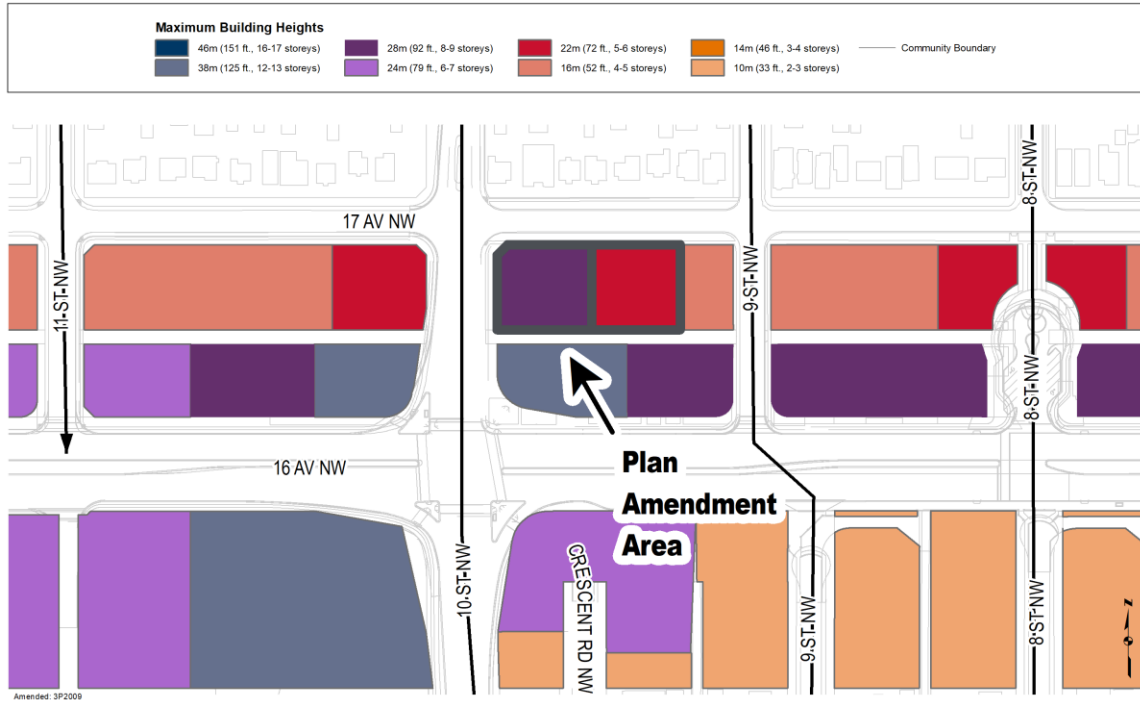 Maximum Building Heights
46m (151 ft., 16-17 storeys)
28m (92 ft., 8-9 storeys)
22m (72 ft., 5-6 storeys)
14m (46 ft., 3-4 storeys)
Community Boundary
38m (125 ft., 12-13 storeys)
24m (79 ft., 6-7 storeys)
16m (52 ft., 4-5 storeys)
10m (33 ft., 2-3 storeys)
8 ST NW
17 AV NW
11 ST NW
9 ST NW
8 ST NW
16 AV NW
Plan
Amendment
Area
10 ST NW
CRESCENT RD NW
9 ST NW
8 ST NW
N
Amended: 3P2009